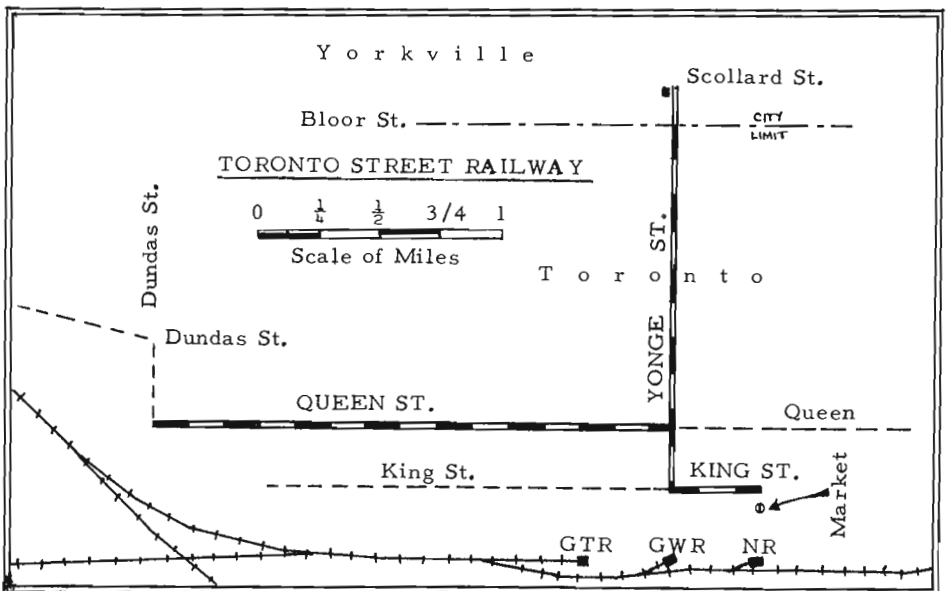 Yorkville
Scollard St.
Bloor St.
CITY
LIMIT
TORONTO STREET RAILWAY
0 1/4 1/2 3/4 1
Scale of Miles
Dundas St.
YONGE ST.
Toronto
Dundas St.
QUEEN ST.
Queen
King St.
KING ST.
Market
GTR
GWR
NR